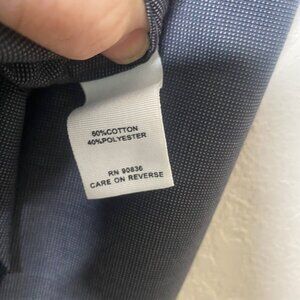 60%COTTON
40%POLYESTER
RN 90836
CARE ON REVERSE